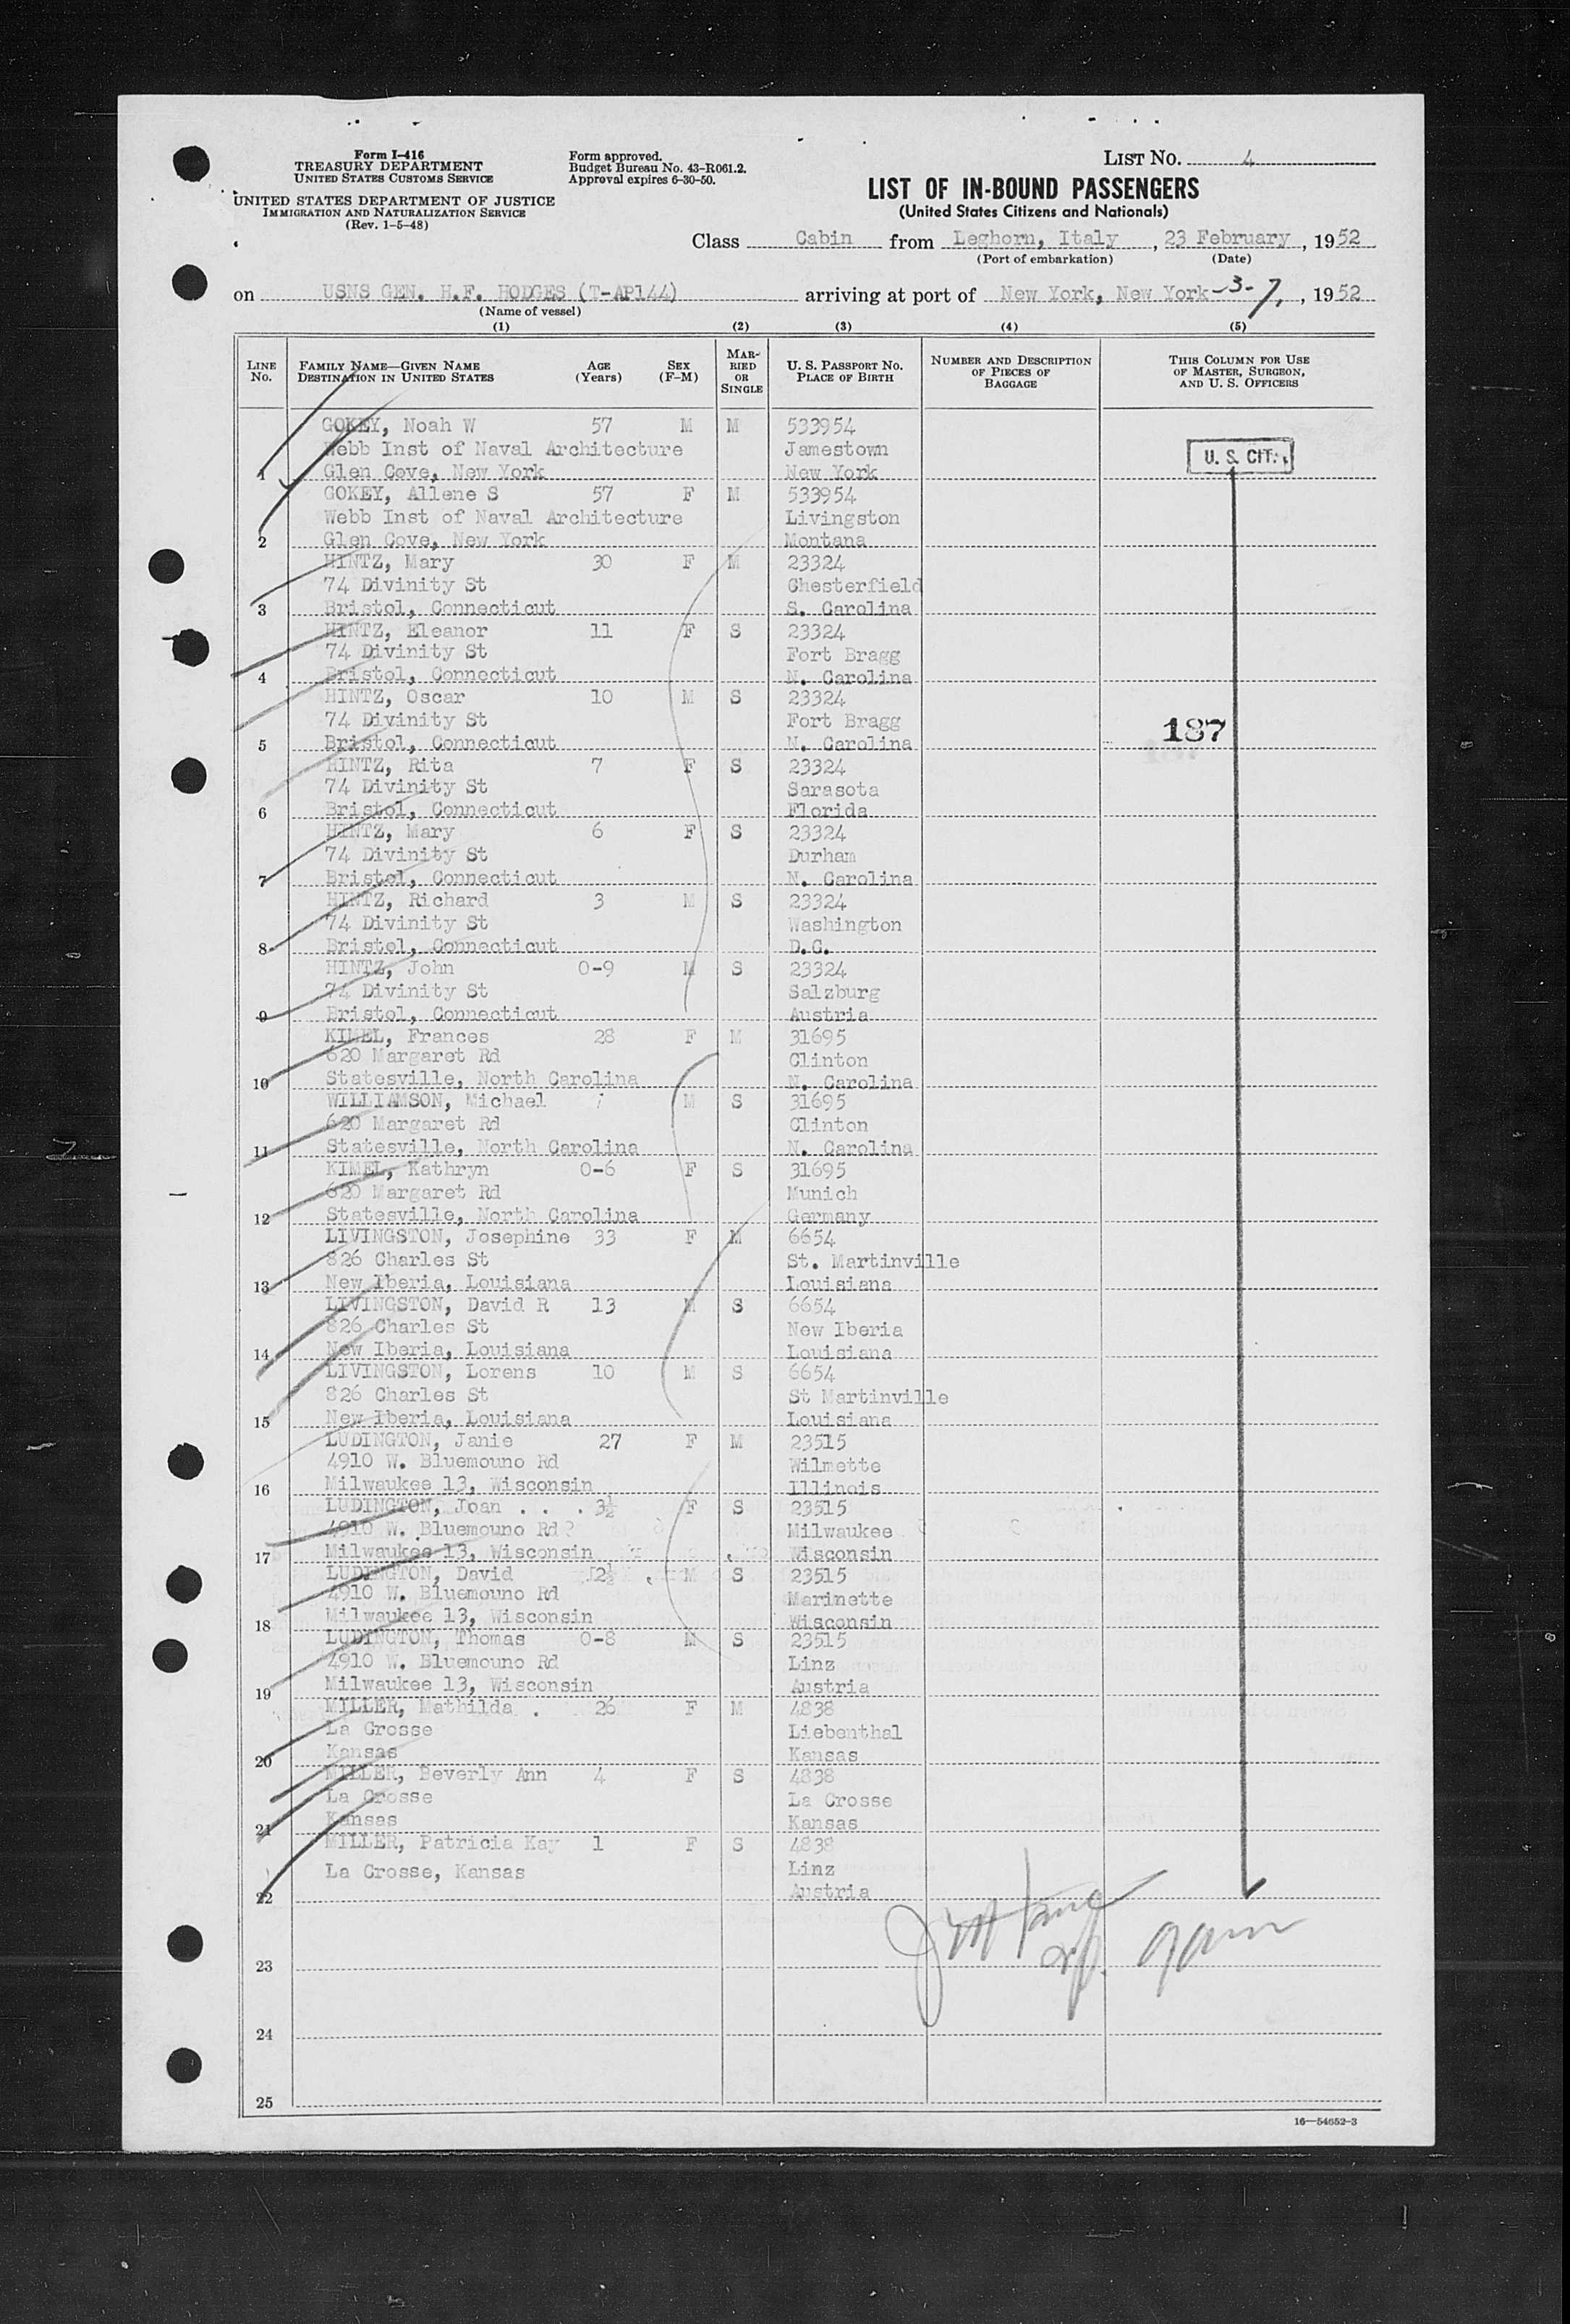 Form I-416
TREASURY DEPARTMENT
UNITED STATES CUSTOMS SERVICE
UNITED STATES DEPARTMENT OF JUSTICE
IMMIGRATION AND NATURALIZATION SERVICE
(Rev. 1-5-48)
Form approved.
Budget Bureau No. 43-R061.2.
Approval expires 6-30-50.
LIST NO. 4
LIST OF IN-BOUND PASSENGERS
(United States Citizens and Nationals)
Class Cabin from Leghorn, Italy, 23 February, 1952
(Port of embarkation) (Date)
on USNS GEN. H.F. HODGES (T-AP144) arriving at port of New York, New York -3-7, , 1952
(Name of vessel)
(1) (2) (3) (4) (5)
LINE No. FAMILY NAME—GIVEN NAME DESTINATION IN UNITED STATES AGE (Years) SEX (F-M) MARRIED OR SINGLE U. S. PASSPORT NO. PLACE OF BIRTH NUMBER AND DESCRIPTION OF PIECES OF BAGGAGE THIS COLUMN FOR USE OF MASTER, SURGEON, AND U. S. OFFICERS
GOKEY, Noah W 57 M M 533954
Webb Inst of Naval Architecture Jamestown
1 Glen Cove, New York New York
U. S. CIT.
GOKEY, Allene S 57 F M 533954
Webb Inst of Naval Architecture Livingston
2 Glen Cove, New York Montana
HINTZ, Mary 30 F M 23324
74 Divinity St Chesterfield
3 Bristol, Connecticut S. Carolina
HINTZ, Eleanor 11 F S 23324
74 Divinity St Fort Bragg
4 Bristol, Connecticut N. Carolina
HINTZ, Oscar 10 M S 23324
74 Divinity St Fort Bragg
5 Bristol, Connecticut N. Carolina
187
HINTZ, Rita 7 F S 23324
74 Divinity St Sarasota
6 Bristol, Connecticut Florida
HINTZ, Mary 6 F S 23324
74 Divinity St Durham
7 Bristol, Connecticut N. Carolina
HINTZ, Richard 3 M S 23324
74 Divinity St Washington
8 Bristol, Connecticut D.C.
HINTZ, John 0-9 M S 23324
74 Divinity St Salzburg
9 Bristol, Connecticut Austria
KIMEL, Frances 28 F M 31695
620 Margaret Rd Clinton
10 Statesville, North Carolina N. Carolina
WILLIAMSON, Michael 7 M S 31695
620 Margaret Rd Clinton
11 Statesville, North Carolina N. Carolina
KIMEL, Kathryn 0-6 F S 31695
620 Margaret Rd Munich
12 Statesville, North Carolina Germany
LIVINGSTON, Josephine 33 F M 6654
826 Charles St St. Martinville
13 New Iberia, Louisiana Louisiana
LIVINGSTON, David R 13 M S 6654
826 Charles St New Iberia
14 New Iberia, Louisiana Louisiana
LIVINGSTON, Lorens 10 M S 6654
826 Charles St St Martinville
15 New Iberia, Louisiana Louisiana
LUDINGTON, Janie 27 F M 23515
4910 W. Bluemouno Rd Wilmette
16 Milwaukee 13, Wisconsin Illinois
LUDINGTON, Joan . . . 3½ F S 23515
4910 W. Bluemouno Rd Milwaukee
17 Milwaukee 13, Wisconsin Wisconsin
LUDINGTON, David 2½ M S 23515
4910 W. Bluemouno Rd Marinette
18 Milwaukee 13, Wisconsin Wisconsin
LUDINGTON, Thomas 0-8 M S 23515
4910 W. Bluemouno Rd Linz
19 Milwaukee 13, Wisconsin Austria
MILLER, Mathilda . 26 F M 4838
La Crosse Liebenthal
20 Kansas Kansas
MILLER, Beverly Ann 4 F S 4838
La Crosse La Crosse
21 Kansas Kansas
MILLER, Patricia Kay 1 F S 4838
La Crosse, Kansas Linz
22 Austria
23
24
25
16—54652-3